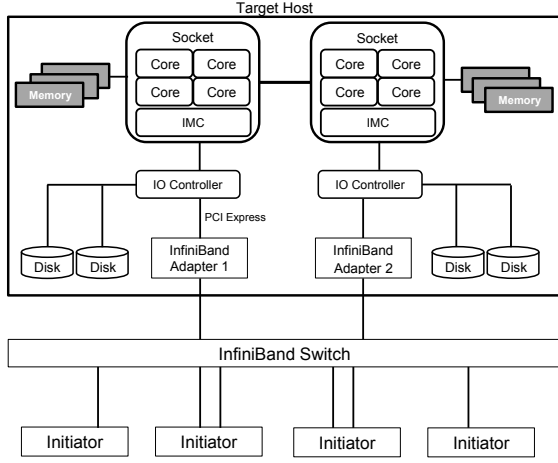 Target Host
Socket
Socket
Core Core
Core Core
Core Core
Core Core
Memory
Memory
IMC
IMC
IO Controller
IO Controller
PCI Express
Disk
Disk
InfiniBand
Adapter 1
InfiniBand
Adapter 2
Disk
Disk
InfiniBand Switch
Initiator
Initiator
Initiator
Initiator